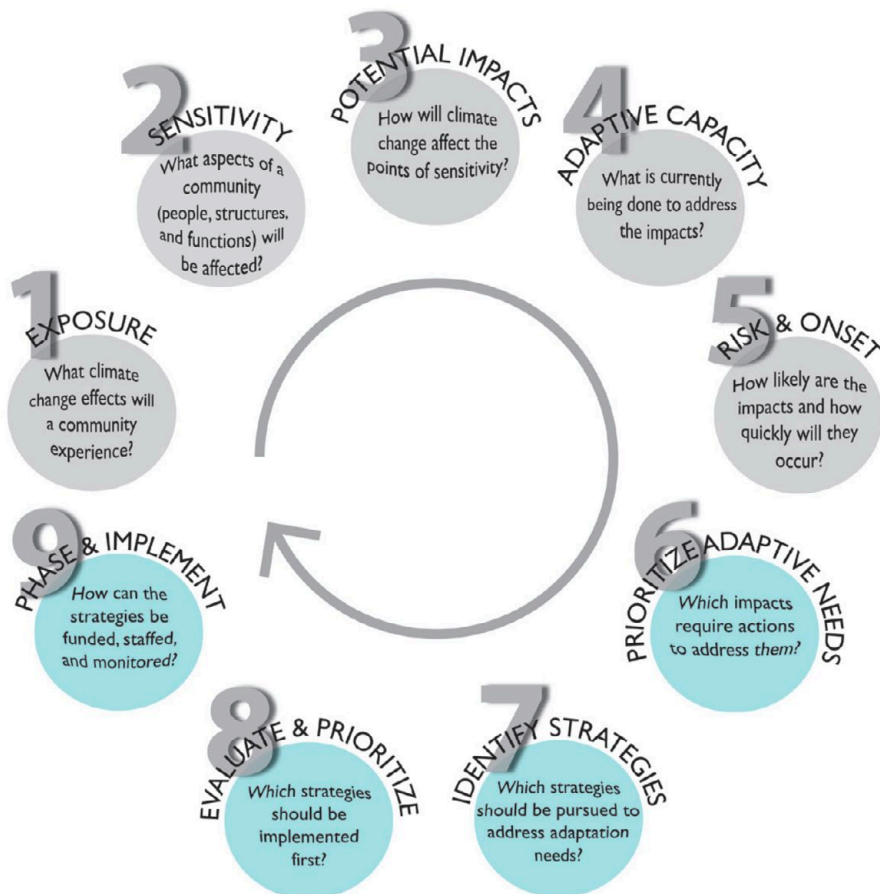 1
EXPOSURE
What climate
change effects will
a community
experience?
2
SENSITIVITY
What aspects of a
community
(people, structures,
and functions) will
be affected?
3
POTENTIAL IMPACTS
How will climate
change affect the
points of sensitivity?
4
ADAPTIVE CAPACITY
What is currently
being done to address
the impacts?
5
RISK & ONSET
How likely are the
impacts and how
quickly will they
occur?
6
PRIORITIZE ADAPTIVE NEEDS
Which impacts
require actions
to address them?
7
IDENTIFY STRATEGIES
Which strategies
should be pursued to
address adaptation
needs?
8
EVALUATE & PRIORITIZE
Which strategies
should be
implemented
first?
9
PHASE & IMPLEMENT
How can the
strategies be
funded, staffed,
and monitored?